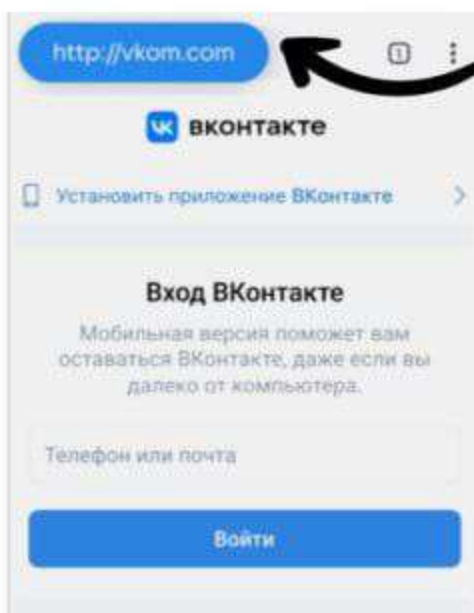 http://vkom.com
1
вконтакте
Установить приложение ВКонтакте
Вход ВКонтакте
Мобильная версия поможет вам
оставаться ВКонтакте, даже если вы
далеко от компьютера.
Телефон или почта
Войти